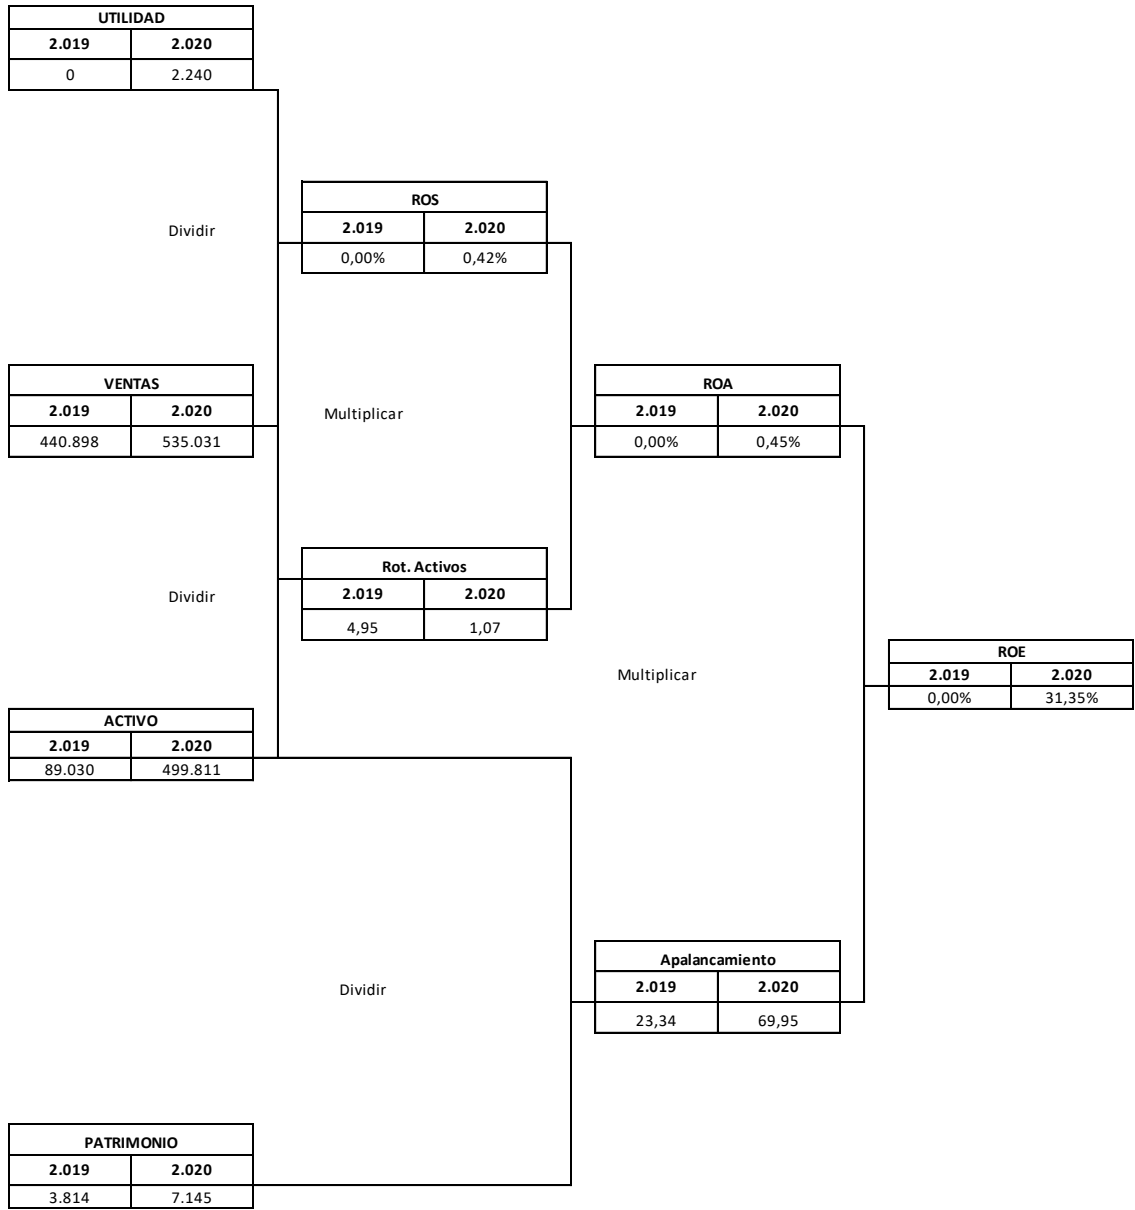 UTILIDAD
2.019 2.020
0 2.240
ROS
Dividir
2.019 2.020
0,00% 0,42%
VENTAS
2.019 2.020
440.898 535.031
Multiplicar
ROA
2.019 2.020
0,00% 0,45%
Rot. Activos
Dividir
2.019 2.020
4,95 1,07
Multiplicar
ROE
2.019 2.020
0,00% 31,35%
ACTIVO
2.019 2.020
89.030 499.811
Apalancamiento
Dividir
2.019 2.020
23,34 69,95
PATRIMONIO
2.019 2.020
3.814 7.145